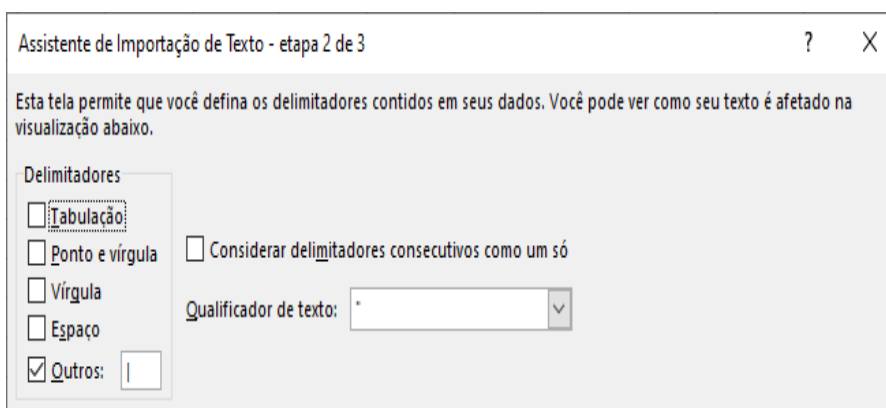 Assistente de Importação de Texto - etapa 2 de 3 ? X
Esta tela permite que você defina os delimitadores contidos em seus dados. Você pode ver como seu texto é afetado na
visualização abaixo.
Delimitadores
Tabulação
Ponto e vírgula
Vírgula
Espaço
Outros: |
Considerar delimitadores consecutivos como um só
Qualificador de texto: "